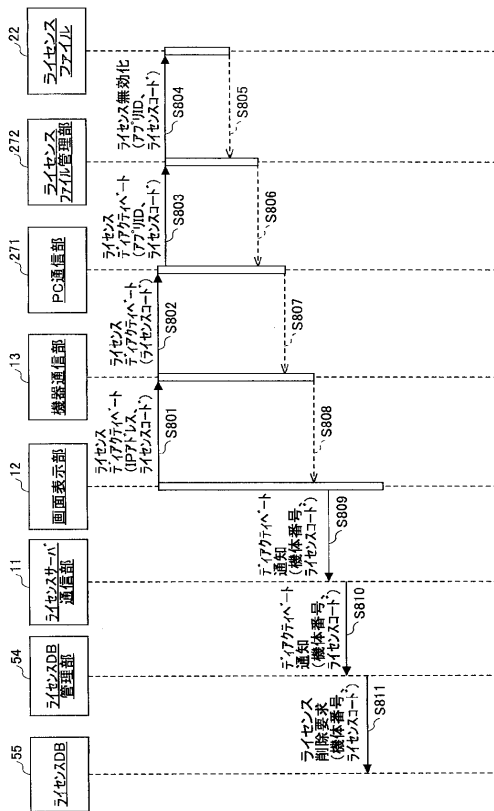 55
ライセンスDB
54
ライセンスDB
管理部
11
ライセンスサーバ
通信部
12
画面表示部
13
機器通信部
271
PC通信部
272
ライセンス
ファイル管理部
22
ライセンス
ファイル
ライセンス
ディアクティベート
(IPアドレス、
ライセンスコード)
S801
ライセンス
ディアクティベート
(ライセンスコード)
S802
ライセンス
ディアクティベート
(アプリID、
ライセンスコード)
S803
ライセンス無効化
(アプリID、
ライセンスコード)
S804
S805
S806
S807
S808
ディアクティベート
通知
(機体番号、
ライセンスコード)
S809
ディアクティベート
通知
(機体番号、
ライセンスコード)
S810
ライセンス
削除要求
(機体番号、
ライセンスコード)
S811